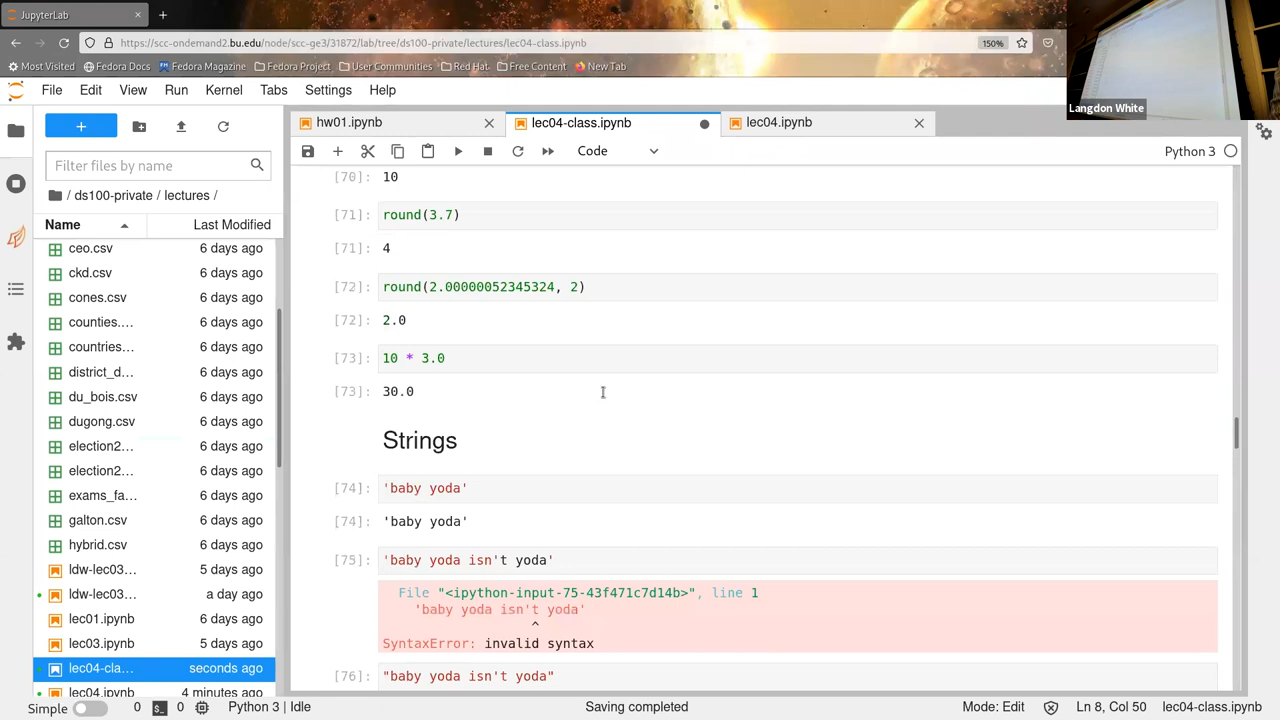 JupyterLab
https://scc-ondemand2.bu.edu/node/scc-ge3/31872/lab/tree/ds100-private/lectures/lec04-class.ipynb
150%
Most Visited
Fedora Docs
Fedora Magazine
Fedora Project
User Communities
Red Hat
Free Content
New Tab
Langdon White
File Edit View Run Kernel Tabs Settings Help
hw01.ipynb
lec04-class.ipynb
lec04.ipynb
Code
Python 3
Filter files by name
/ ds100-private / lectures /
Name Last Modified
ceo.csv 6 days ago
ckd.csv 6 days ago
cones.csv 6 days ago
counties.… 6 days ago
countries… 6 days ago
district_d… 6 days ago
du_bois.csv 6 days ago
dugong.csv 6 days ago
election2… 6 days ago
election2… 6 days ago
exams_fa… 6 days ago
galton.csv 6 days ago
hybrid.csv 6 days ago
ldw-lec03… 5 days ago
ldw-lec03… a day ago
lec01.ipynb 6 days ago
lec03.ipynb 5 days ago
lec04-cla… seconds ago
lec04.ipynb 4 minutes ago
[70]: 10
[71]: round(3.7)
[71]: 4
[72]: round(2.00000052345324, 2)
[72]: 2.0
[73]: 10 * 3.0
[73]: 30.0
Strings
[74]: 'baby yoda'
[74]: 'baby yoda'
[75]: 'baby yoda isn't yoda'
File "<ipython-input-75-43f471c7d14b>", line 1
'baby yoda isn't yoda'
^
SyntaxError: invalid syntax
[76]: "baby yoda isn't yoda"
Simple 0 $_ 0 Python 3 | Idle Saving completed Mode: Edit Ln 8, Col 50 lec04-class.ipynb